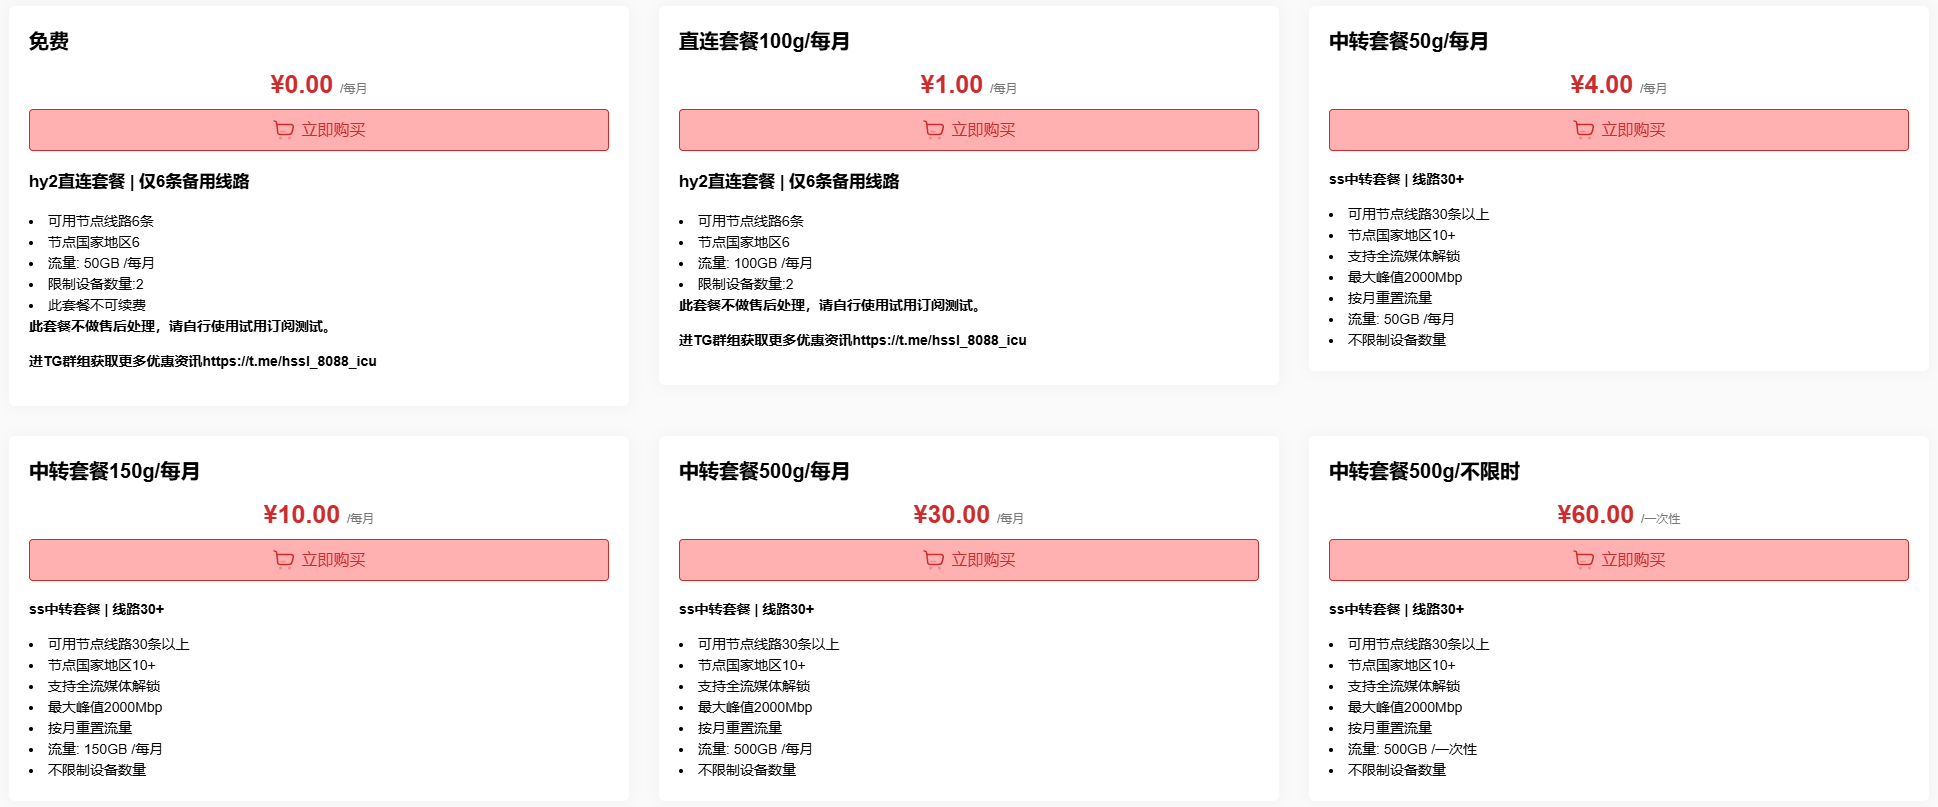 免费
¥0.00 /每月
立即购买
hy2直连套餐 | 仅6条备用线路
可用节点线路6条
节点国家地区6
流量: 50GB /每月
限制设备数量:2
此套餐不可续费
此套餐不做售后处理，请自行使用试用订阅测试。
进TG群组获取更多优惠资讯https://t.me/hssl_8088_icu
直连套餐100g/每月
¥1.00 /每月
立即购买
hy2直连套餐 | 仅6条备用线路
可用节点线路6条
节点国家地区6
流量: 100GB /每月
限制设备数量:2
此套餐不做售后处理，请自行使用试用订阅测试。
进TG群组获取更多优惠资讯https://t.me/hssl_8088_icu
中转套餐50g/每月
¥4.00 /每月
立即购买
ss中转套餐 | 线路30+
可用节点线路30条以上
节点国家地区10+
支持全流媒体解锁
最大峰值2000Mbp
按月重置流量
流量: 50GB /每月
不限制设备数量
中转套餐150g/每月
¥10.00 /每月
立即购买
ss中转套餐 | 线路30+
可用节点线路30条以上
节点国家地区10+
支持全流媒体解锁
最大峰值2000Mbp
按月重置流量
流量: 150GB /每月
不限制设备数量
中转套餐500g/每月
¥30.00 /每月
立即购买
ss中转套餐 | 线路30+
可用节点线路30条以上
节点国家地区10+
支持全流媒体解锁
最大峰值2000Mbp
按月重置流量
流量: 500GB /每月
不限制设备数量
中转套餐500g/不限时
¥60.00 /一次性
立即购买
ss中转套餐 | 线路30+
可用节点线路30条以上
节点国家地区10+
支持全流媒体解锁
最大峰值2000Mbp
按月重置流量
流量: 500GB /一次性
不限制设备数量